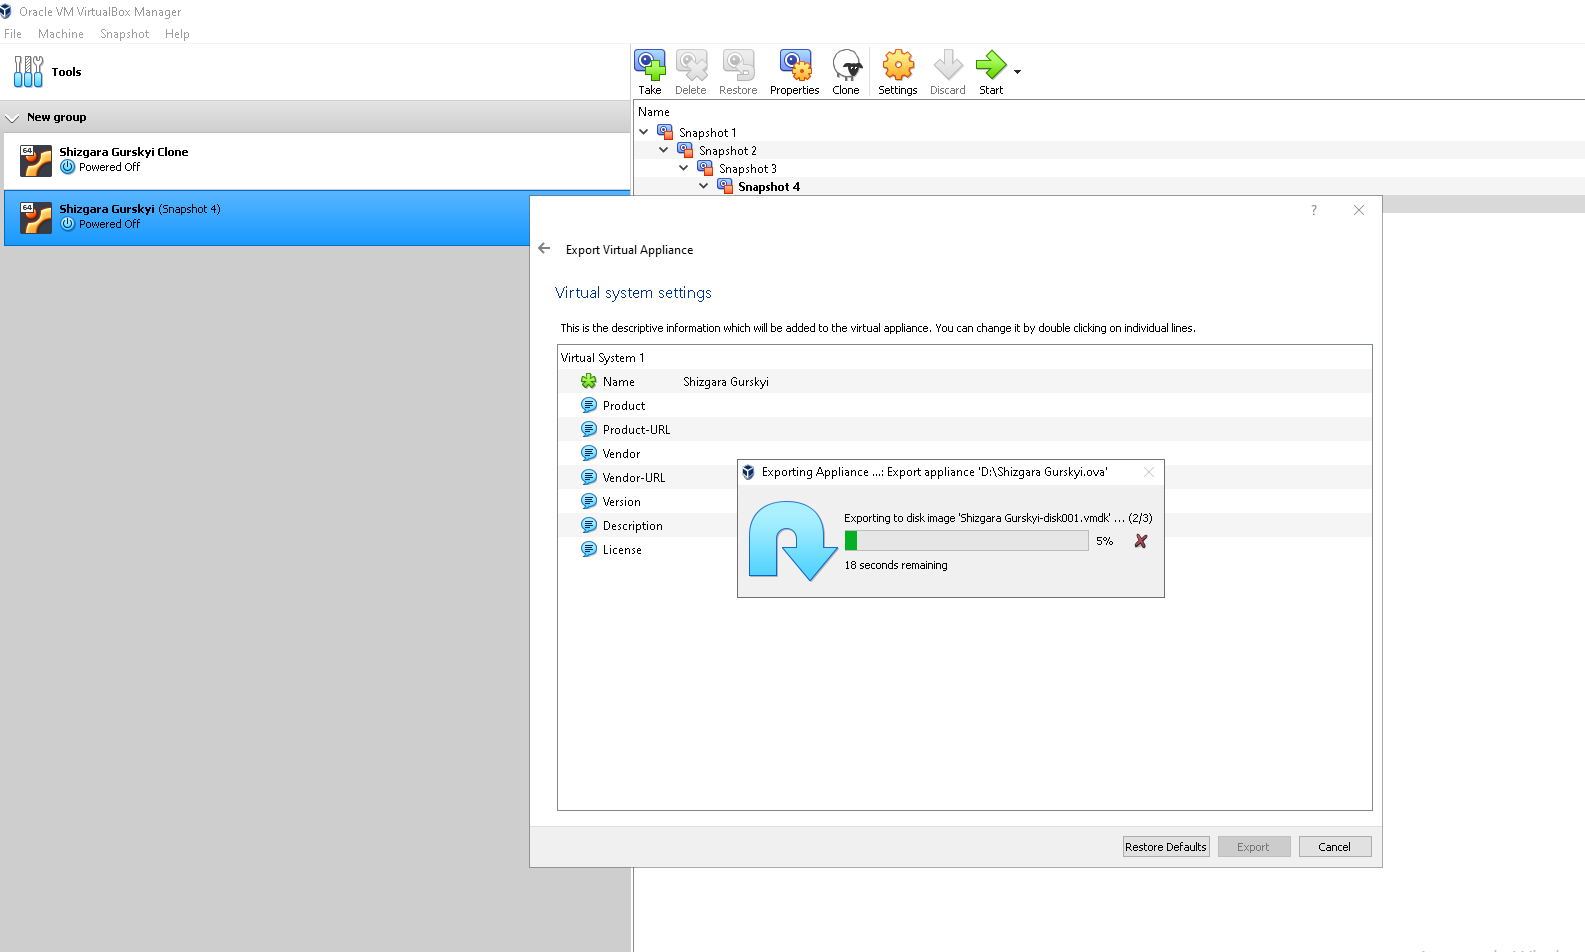 Oracle VM VirtualBox Manager
File Machine Snapshot Help
Tools
Take Delete Restore Properties Clone Settings Discard Start
New group
64
Shizgara Gurskyi Clone
Powered Off
64
Shizgara Gurskyi (Snapshot 4)
Powered Off
Name
Snapshot 1
Snapshot 2
Snapshot 3
Snapshot 4
?
Export Virtual Appliance
Virtual system settings
This is the descriptive information which will be added to the virtual appliance. You can change it by double clicking on individual lines.
Virtual System 1
Name Shizgara Gurskyi
Product
Product-URL
Vendor
Vendor-URL
Version
Description
License
Exporting Appliance ...: Export appliance 'D:\Shizgara Gurskyi.ova'
Exporting to disk image 'Shizgara Gurskyi-disk001.vmdk' ... (2/3)
5%
18 seconds remaining
Restore Defaults Export Cancel